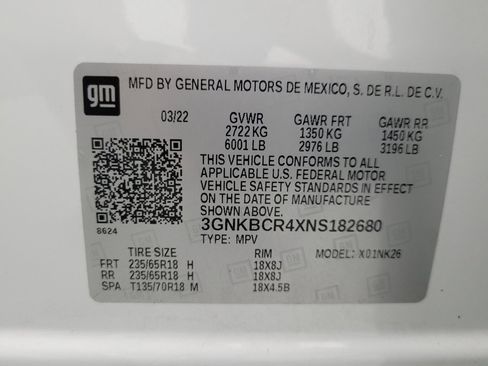 gm
MFD BY GENERAL MOTORS DE MEXICO, S. DE R.L. DE C.V.
03/22 GVWR GAWR FRT GAWR RR
2722 KG 1350 KG 1450 KG
6001 LB 2976 LB 3196 LB
THIS VEHICLE CONFORMS TO ALL
APPLICABLE U.S. FEDERAL MOTOR
VEHICLE SAFETY STANDARDS IN EFFECT
ON THE DATE OF MANUFACTURE
SHOWN ABOVE.
8624
3GNKBCR4XNS182680
TYPE: MPV
TIRE SIZE RIM MODEL: X01NK26
FRT 235/65R18 H 18X8J
RR 235/65R18 H 18X8J
SPA T135/70R18 M 18X4.5B